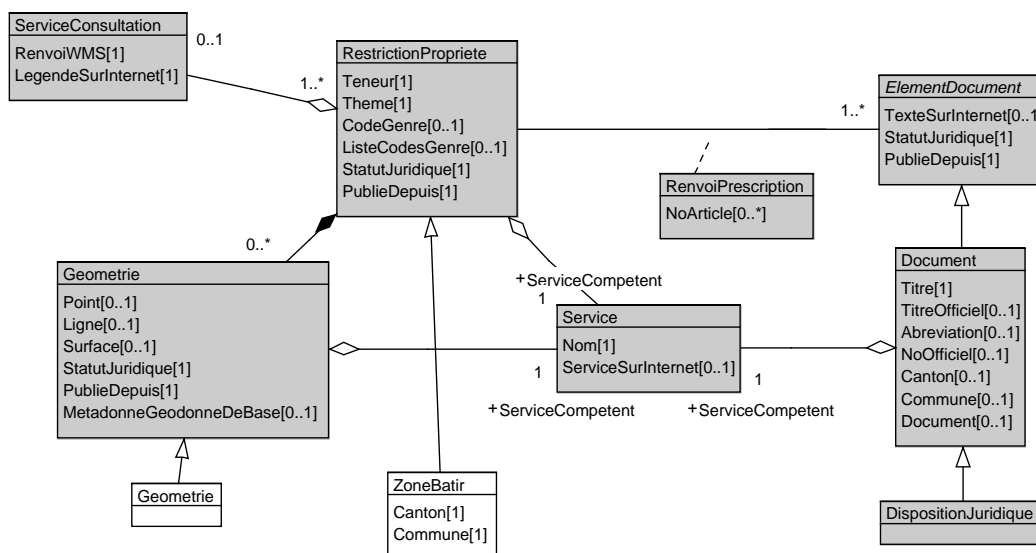 ServiceConsultation
RenvoiWMS[1]
LegendeSurInternet[1]
0..1
1..*
RestrictionPropriete
Teneur[1]
Theme[1]
CodeGenre[0..1]
ListeCodesGenre[0..1]
StatutJuridique[1]
PublieDepuis[1]
1..*
ElementDocument
TexteSurInternet[0..1
StatutJuridique[1]
PublieDepuis[1]
RenvoiPrescription
NoArticle[0..*]
0..*
Geometrie
Point[0..1]
Ligne[0..1]
Surface[0..1]
StatutJuridique[1]
PublieDepuis[1]
MetadonneGeodonneDeBase[0..1]
+ServiceCompetent
1
Service
Nom[1]
ServiceSurInternet[0..1]
1
+ServiceCompetent
1
+ServiceCompetent
Document
Titre[1]
TitreOfficiel[0..1]
Abreviation[0..1]
NoOfficiel[0..1]
Canton[0..1]
Commune[0..1]
Document[0..1]
Geometrie
ZoneBatir
Canton[1]
Commune[1]
DispositionJuridique